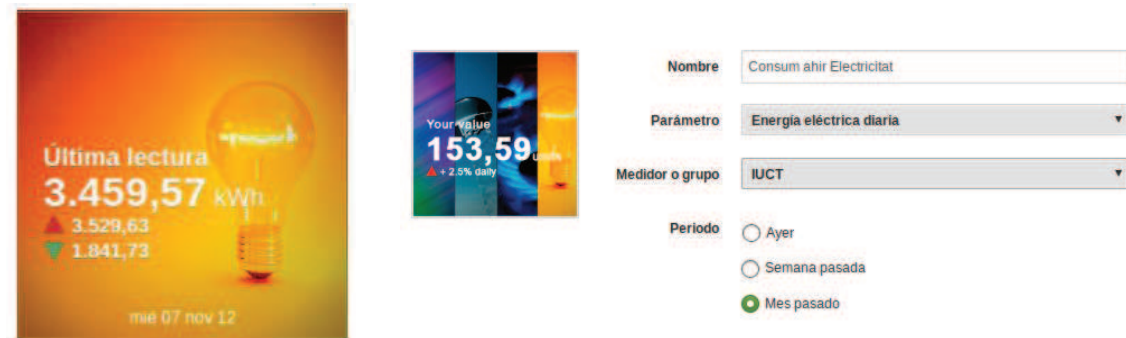 Última lectura
3.459,57 kWh
3.529,63
1.841,73
mié 07 nov 12
Your value
153,59 units
+ 2.5% daily
Nombre
Consum ahir Electricitat
Parámetro
Energía eléctrica diaria
Medidor o grupo
IUCT
Periodo
Ayer
Semana pasada
Mes pasado